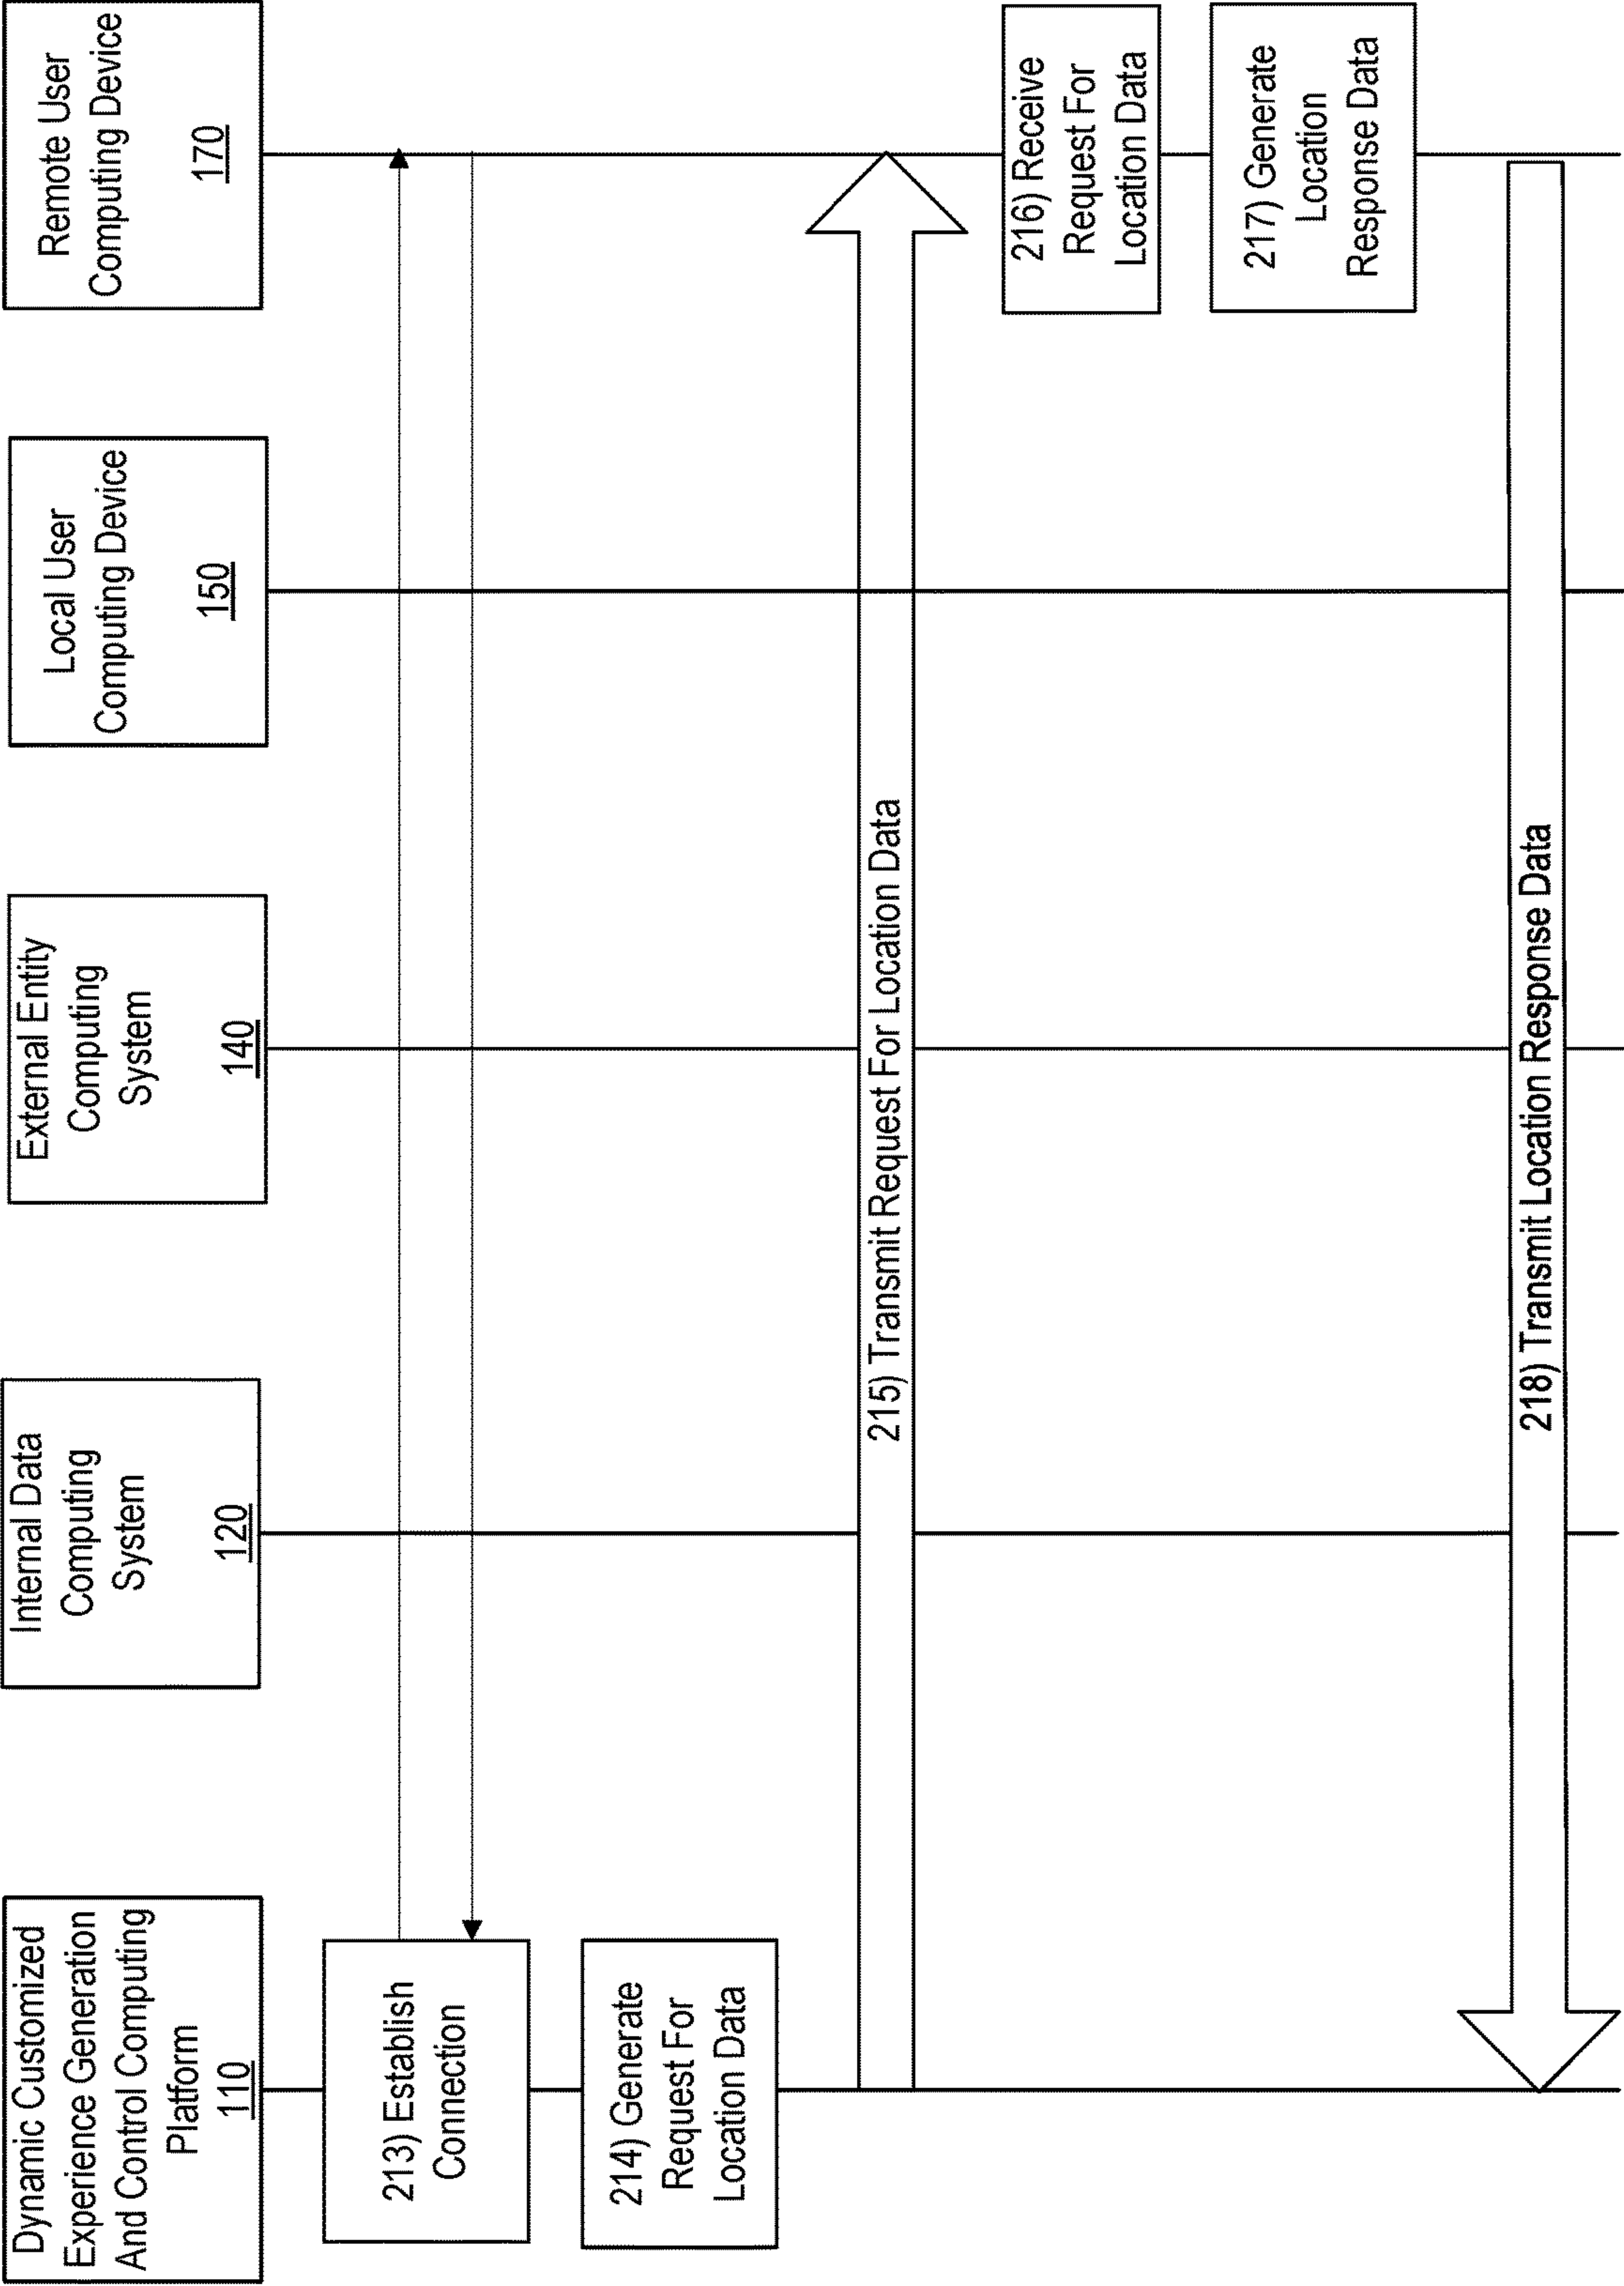 Dynamic Customized
Experience Generation
And Control Computing
Platform
110
Internal Data
Computing
System
120
External Entity
Computing
System
140
Local User
Computing Device
150
Remote User
Computing Device
170
213) Establish
Connection
214) Generate
Request For
Location Data
215) Transmit Request For Location Data
216) Receive
Request For
Location Data
217) Generate
Location
Response Data
218) Transmit Location Response Data